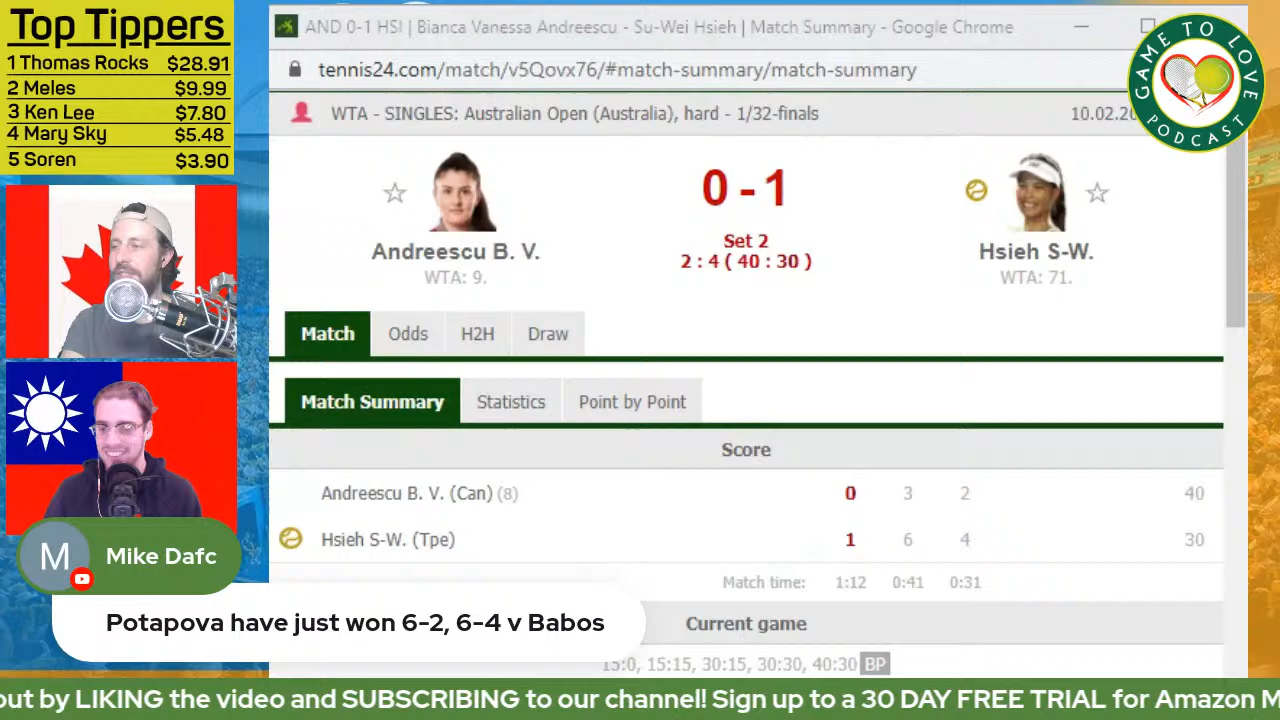 Top Tippers
1 Thomas Rocks $28.91
2 Meles $9.99
3 Ken Lee $7.80
4 Mary Sky $5.48
5 Soren $3.90
AND 0-1 HSI | Bianca Vanessa Andreescu - Su-Wei Hsieh | Match Summary - Google Chrome
tennis24.com/match/v5Qovx76/#match-summary/match-summary
WTA - SINGLES: Australian Open (Australia), hard - 1/32-finals
10.02.20
GAME TO LOVE
PODCAST
0 - 1
Set 2
2 : 4 ( 40 : 30 )
Andreescu B. V.
WTA: 9.
Hsieh S-W.
WTA: 71.
Match Odds H2H Draw
Match Summary Statistics Point by Point
Score
Andreescu B. V. (Can) (8) 0 3 2 40
Hsieh S-W. (Tpe) 1 6 4 30
Match time: 1:12 0:41 0:31
Current game
15:0, 15:15, 30:15, 30:30, 40:30 BP
M
Mike Dafc
Potapova have just won 6-2, 6-4 v Babos
out by LIKING the video and SUBSCRIBING to our channel! Sign up to a 30 DAY FREE TRIAL for Amazon M